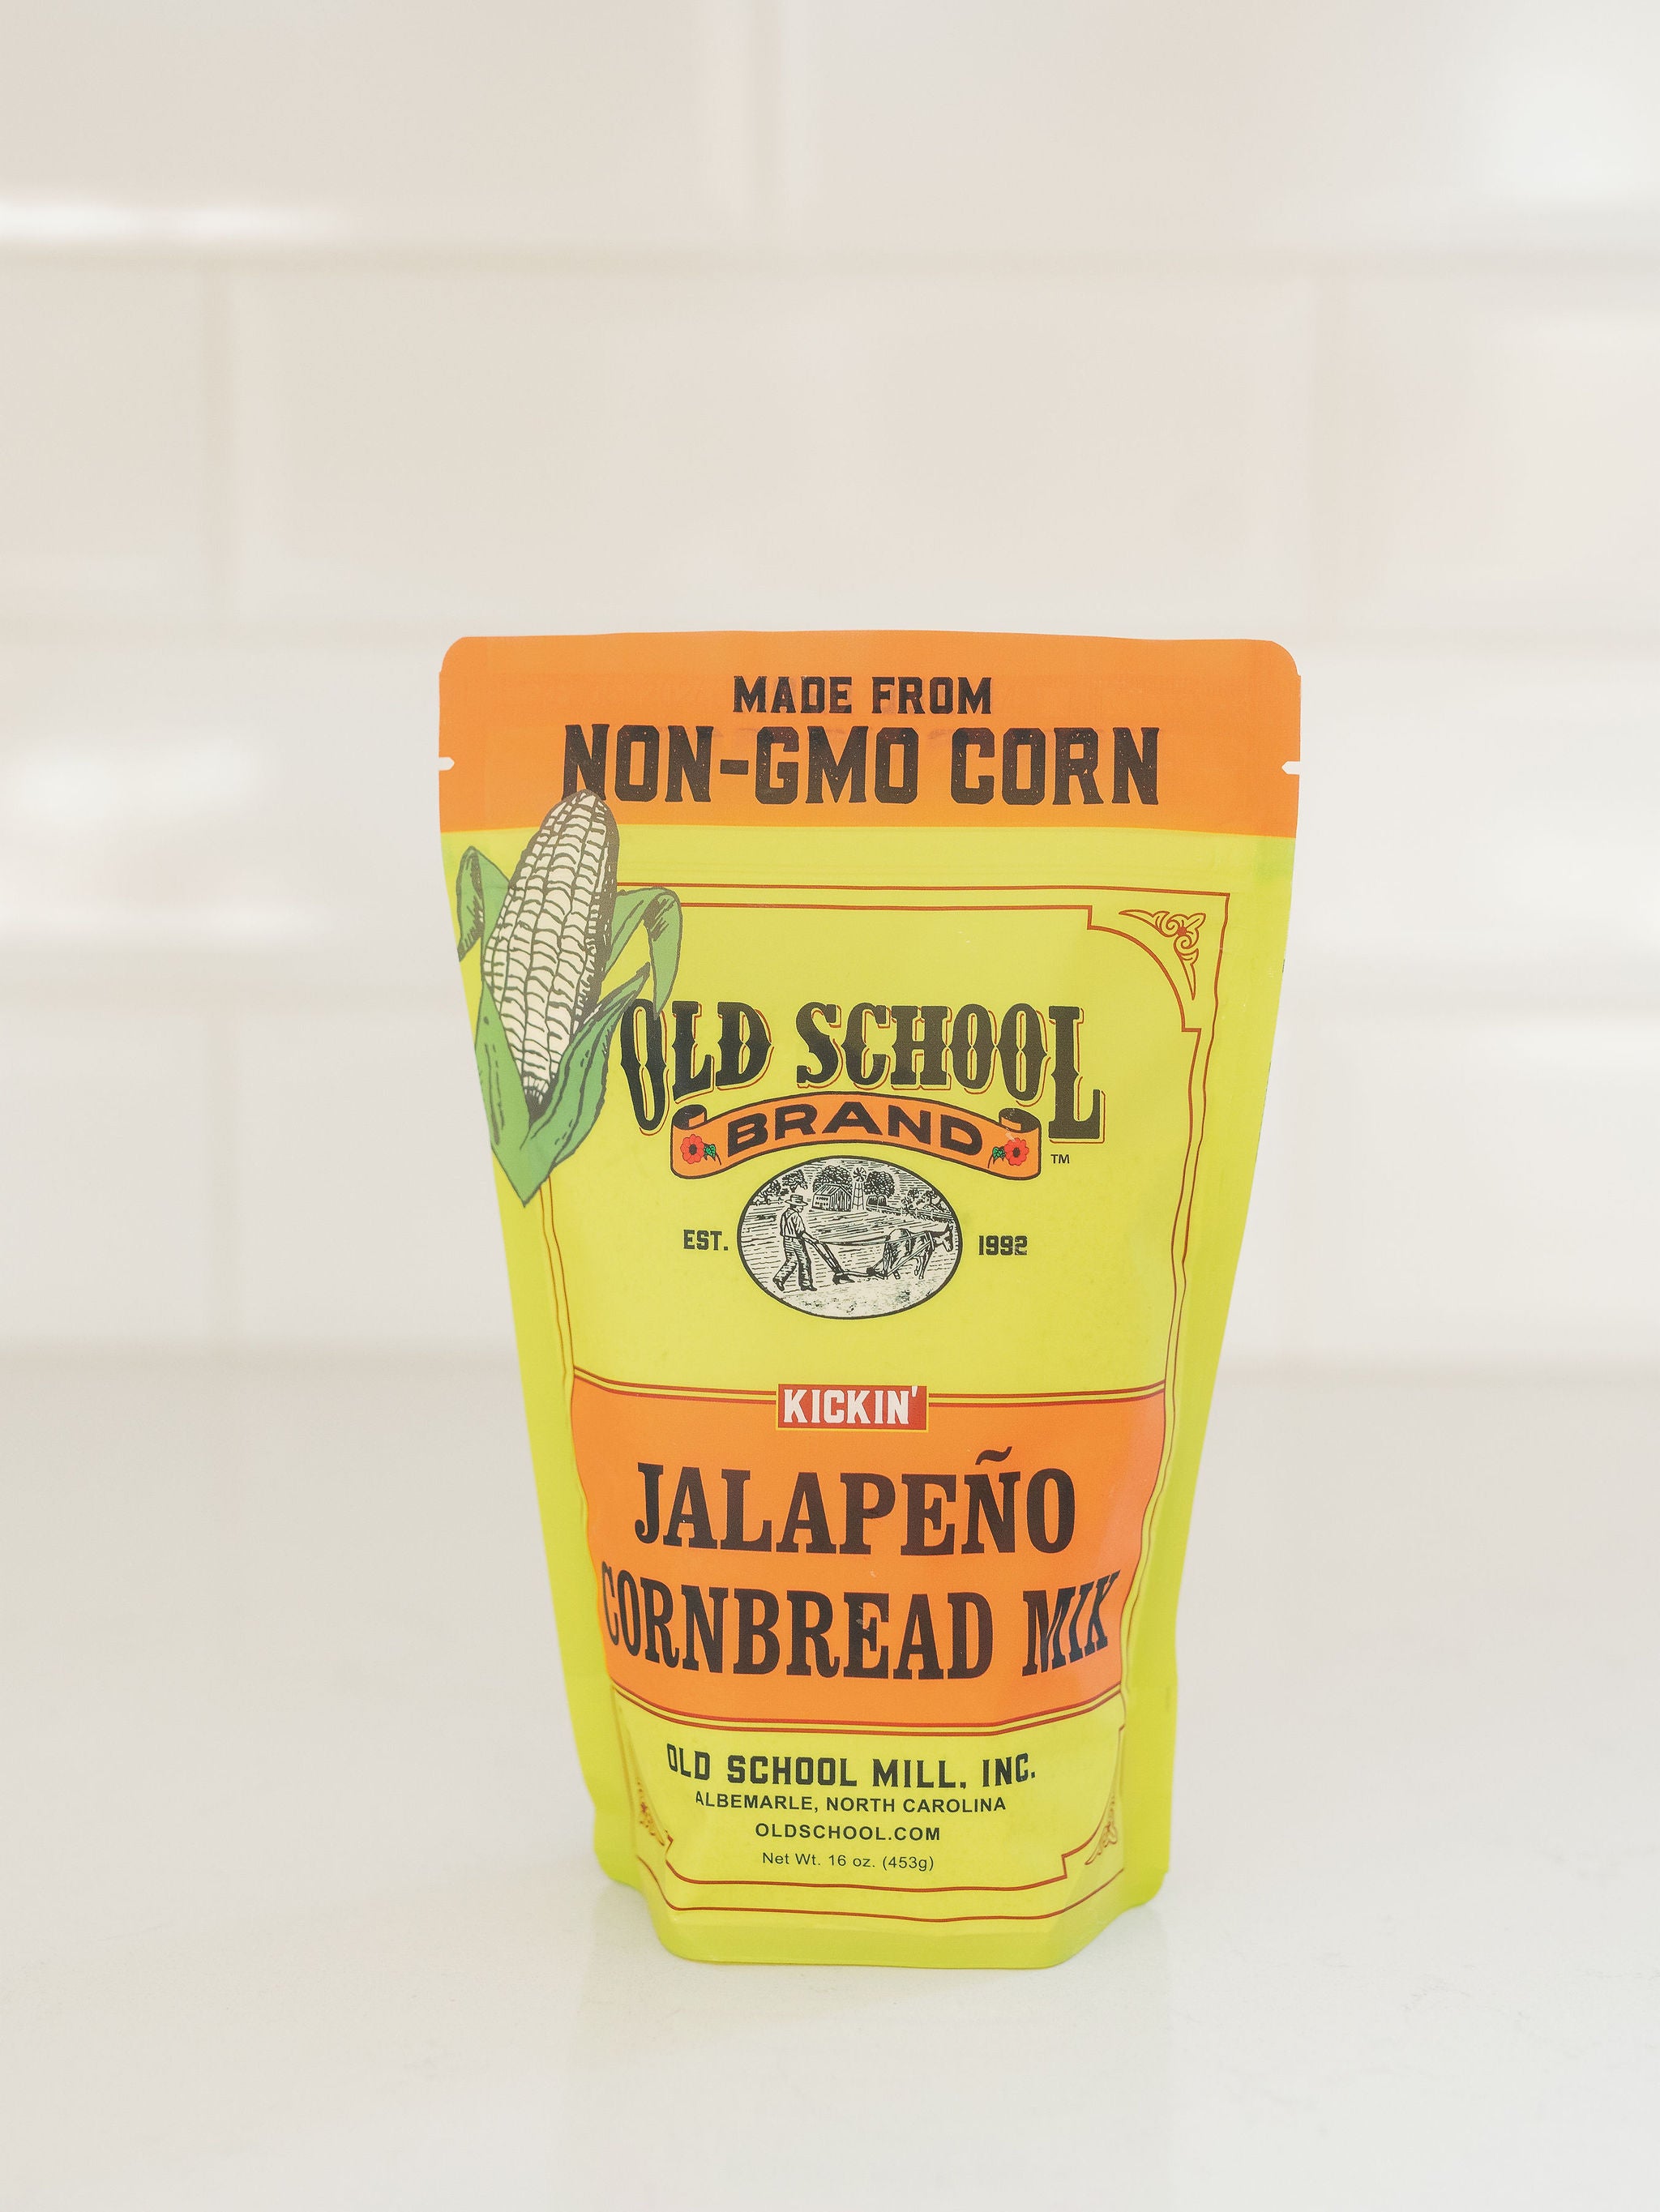 MADE FROM
NON-GMO CORN
OLD SCHOOL
BRAND
TM
EST. 1992
KICKIN'
JALAPEÑO
CORNBREAD MIX
OLD SCHOOL MILL, INC.
ALBEMARLE, NORTH CAROLINA
OLDSCHOOL.COM
Net Wt. 16 oz. (453g)